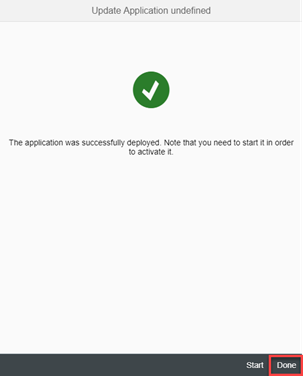 Update Application undefined
The application was successfully deployed. Note that you need to start it in order
to activate it.
Start Done